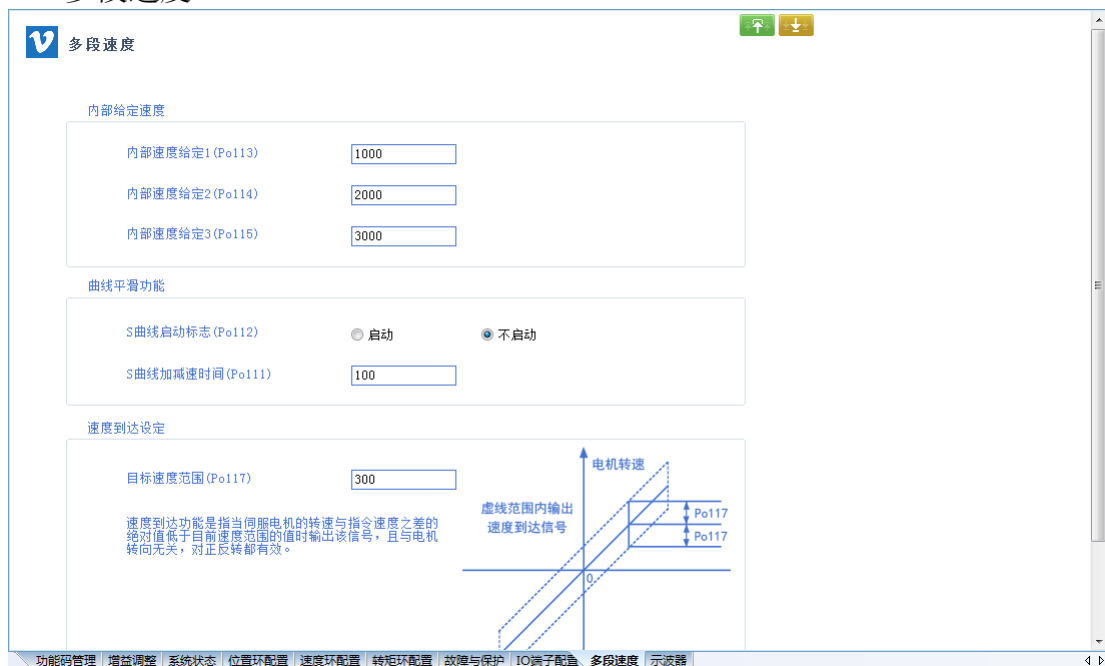 多段速度
多段速度
内部给定速度
内部速度给定1(Po113) 1000
内部速度给定2(Po114) 2000
内部速度给定3(Po115) 3000
曲线平滑功能
S曲线启动标志(Po112) 启动 不启动
S曲线加减速时间(Po111) 100
速度到达设定
目标速度范围(Po117) 300
速度到达功能是指当伺服电机的转速与指令速度之差的
绝对值低于目前速度范围的值时输出该信号，且与电机
转向无关，对正反转都有效。
电机转速
虚线范围内输出
速度到达信号
Po117
Po117
0
功能码管理 增益调整 系统状态 位置环配置 速度环配置 转矩环配置 故障与保护 IO端子配置 多段速度 示波器